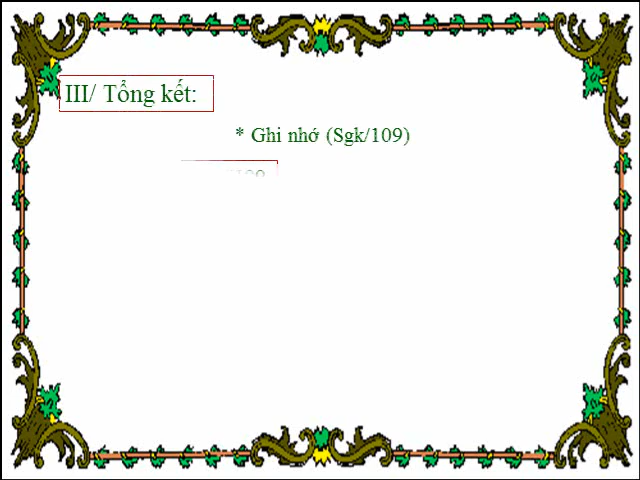 III/ Tổng kết:
* Ghi nhớ (Sgk/109)